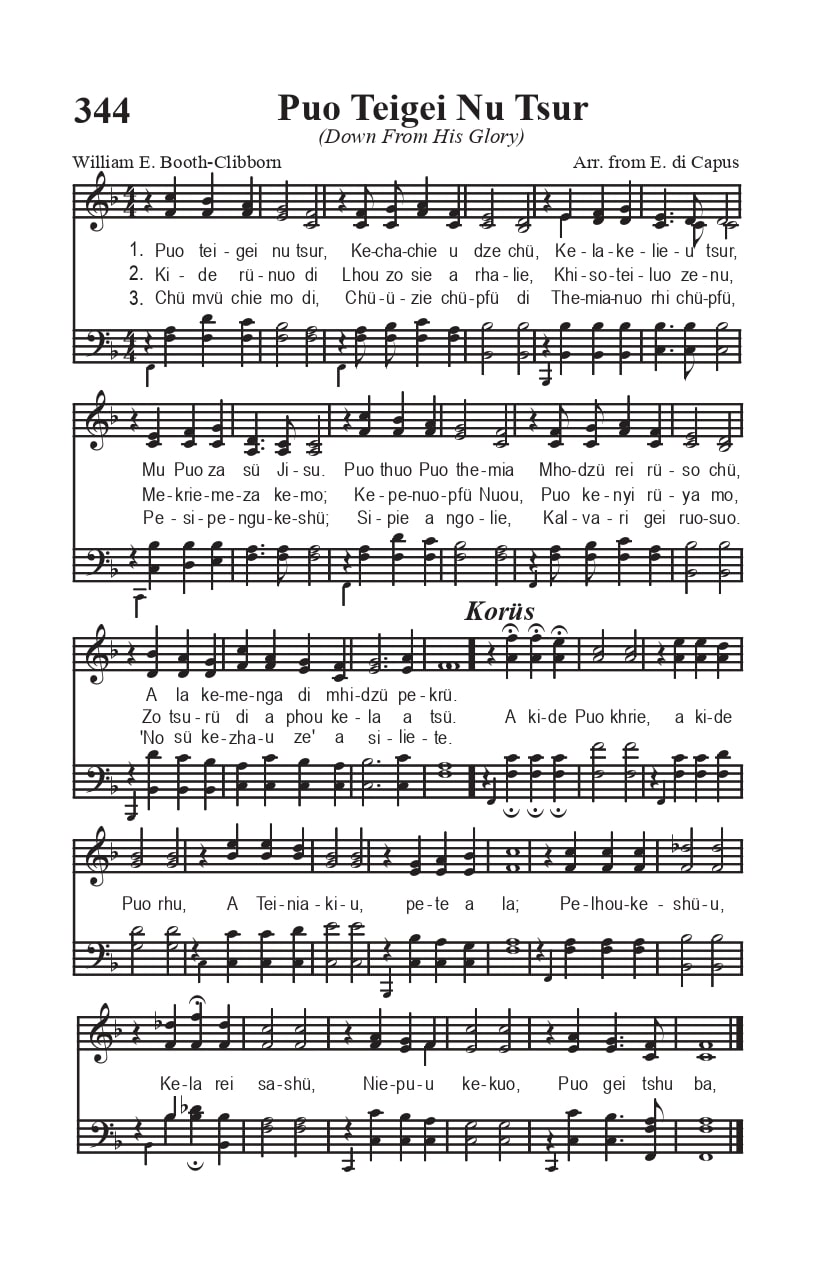 344
Puo Teigei Nu Tsur
(Down From His Glory)
William E. Booth-Clibborn Arr. from E. di Capus
1. Puo tei - gei nu tsur, Ke-cha-chie u dze chü, Ke - la - ke - lie - u tsur,
2. Ki - de rü - nuo di Lhou zo sie a rha - lie, Khi - so - tei - luo ze - nu,
3. Chü mvü chie mo di, Chü-ü - zie chü-pfü di The-mia-nuo rhi chü-pfü,
Mu Puo za sü Ji-su. Puo thuo Puo the-mia Mho-dzü rei rü - so chü,
Me-krie-me-za ke-mo; Ke-pe-nuo-pfü Nuou, Puo ke-nyi rü - ya mo,
Pe - si-pe-ngu-ke-shü; Si-pie a ngo-lie, Kal - va - ri gei ruo-suo.
Korüs
A la ke-me-nga di mhi-dzü pe-krü.
Zo tsu-rü di a phou ke - la a tsü. A ki-de Puo khrie, a ki-de
'No sü ke-zha-u ze' a si-lie-te.
Puo rhu, A Tei-nia-ki-u, pe-te a la; Pe-lhou-ke-shü-u,
Ke-la rei sa-shü, Nie-pu-u ke-kuo, Puo gei tshu ba,